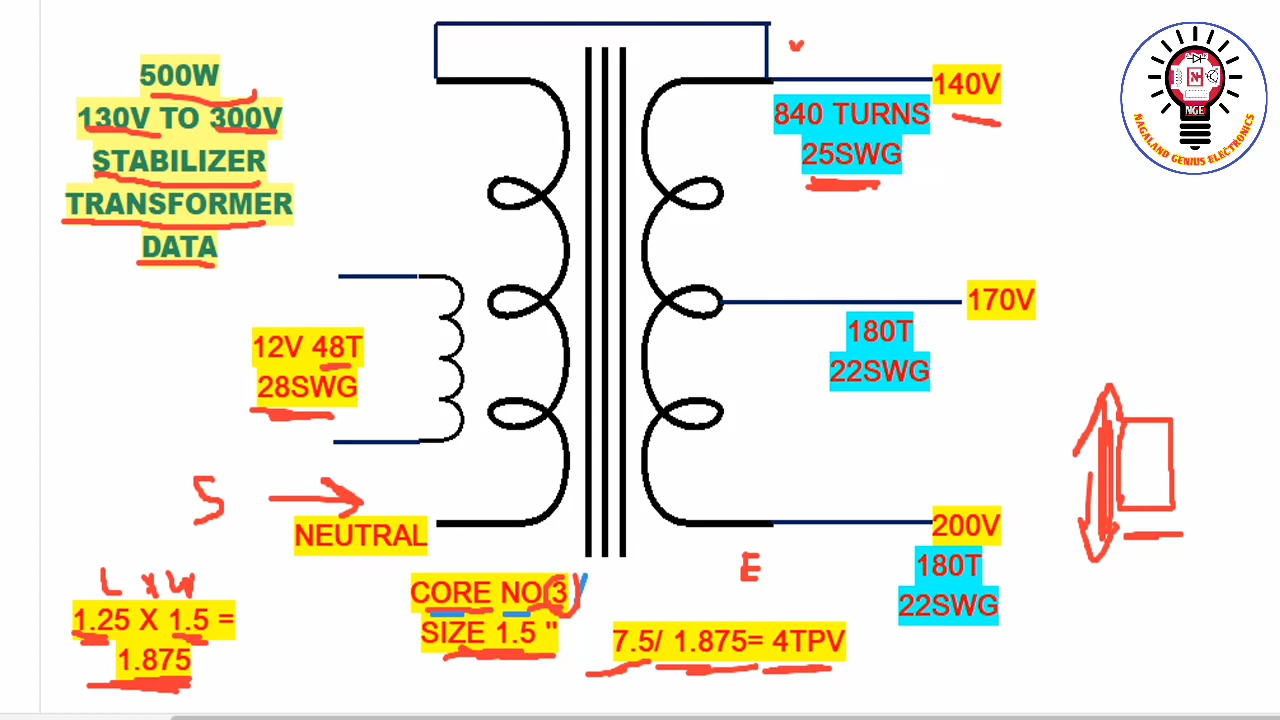 500W
130V TO 300V
STABILIZER
TRANSFORMER
DATA
140V
840 TURNS
25SWG
NGE
NAGALAND GENIUS ELECTRONICS
170V
180T
22SWG
12V 48T
28SWG
S
NEUTRAL
200V
180T
22SWG
E
L X W
1.25 X 1.5 =
1.875
CORE NO(3)
SIZE 1.5 "
7.5/ 1.875= 4TPV